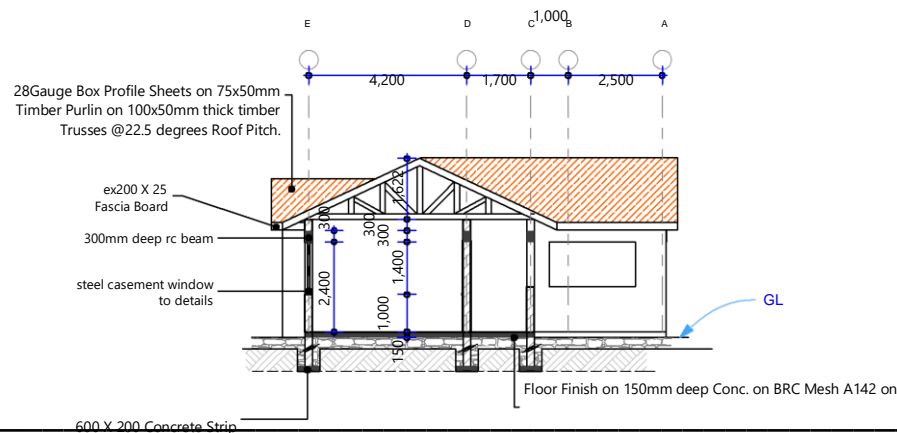 1,000
E
D
C
B
A
4,200
1,700
2,500
28Gauge Box Profile Sheets on 75x50mm
Timber Purlin on 100x50mm thick timber
Trusses @22.5 degrees Roof Pitch.
1,622
ex200 X 25
Fascia Board
300
300
300
300mm deep rc beam
1,400
steel casement window
to details
2,400
1,000
GL
150
Floor Finish on 150mm deep Conc. on BRC Mesh A142 on
600 X 200 Concrete Strip